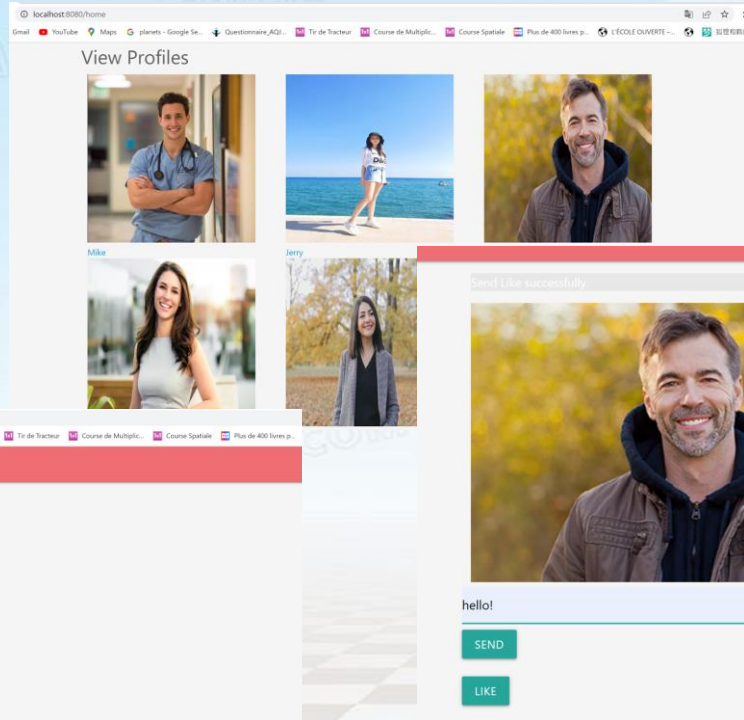 localhost:8080/home
Gmail YouTube Maps planets - Google Se... Questionnaire_AQJ... Tir de Tracteur Course de Multiplic... Course Spatiale Plus de 400 livres p... L'ÉCOLE OUVERTE –...
View Profiles
Mike Jerry
Send Like successfully.
Tir de Tracteur Course de Multiplic... Course Spatiale Plus de 400 livres p...
hello!
SEND
LIKE